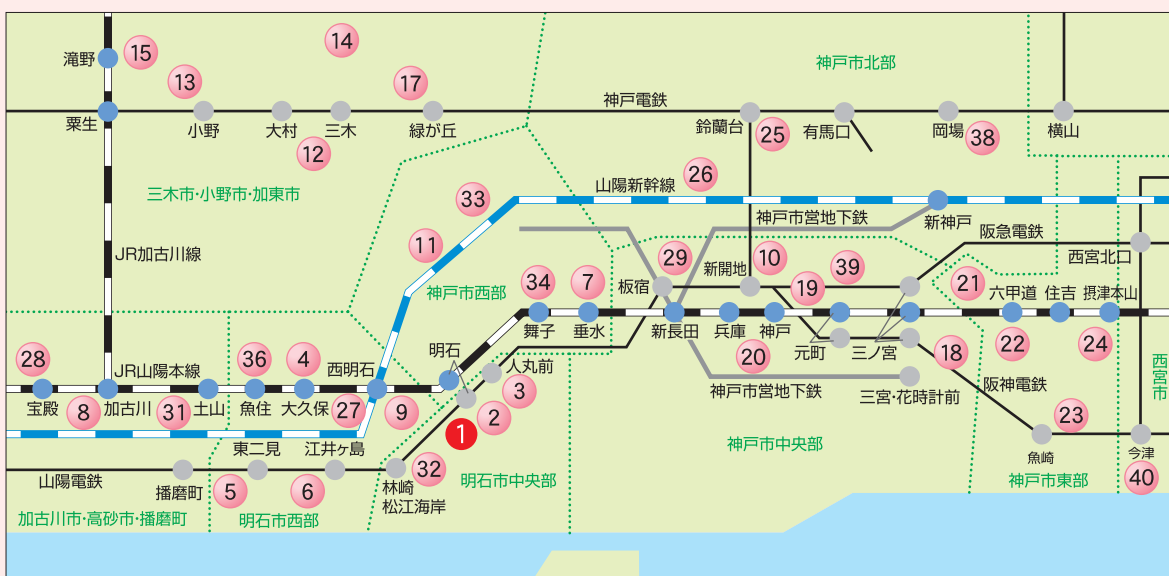 14
滝野
15
神戸市北部
13
17
神戸電鉄
粟生
小野
大村
三木
緑が丘
鈴蘭台
25
有馬口
岡場
38
横山
12
26
三木市・小野市・加東市
33
山陽新幹線
神戸市営地下鉄
新神戸
阪急電鉄
西宮北口
11
JR加古川線
29
新開地
10
39
神戸市西部
34
7
板宿
19
21
六甲道
住吉
摂津本山
舞子
垂水
新長田
兵庫
神戸
元町
三ノ宮
18
22
24
20
明石
人丸前
西宮市
28
JR山陽本線
36
4
西明石
3
神戸市営地下鉄
三宮・花時計前
阪神電鉄
宝殿
8
加古川
31
土山
魚住
大久保
27
9
2
23
1
東二見
江井ヶ島
神戸市中央部
魚崎
今津
山陽電鉄
播磨町
5
6
林崎
松江海岸
32
明石市中央部
神戸市東部
40
加古川市・高砂市・播磨町
明石市西部